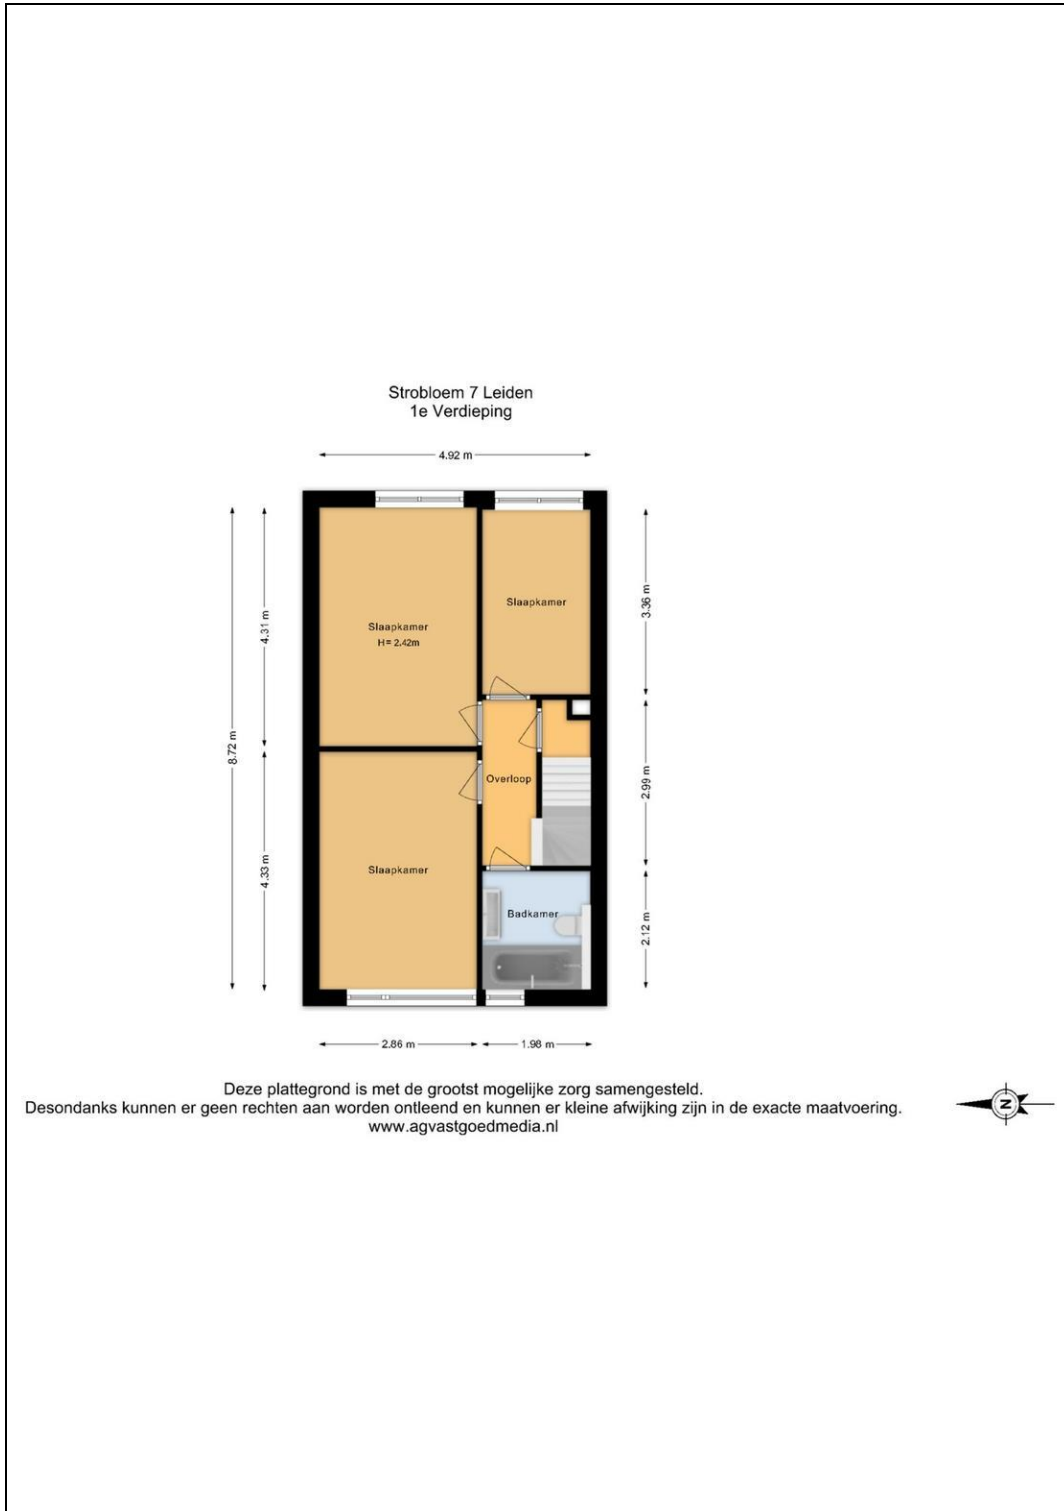 Strobloem 7 Leiden
1e Verdieping
4.92 m
8.72 m
4.31 m
3.36 m
Slaapkamer
Slaapkamer
H= 2.42m
2.99 m
Overloop
4.33 m
Slaapkamer
2.12 m
Badkamer
2.86 m
1.98 m
Deze plattegrond is met de grootst mogelijke zorg samengesteld.
Desondanks kunnen er geen rechten aan worden ontleend en kunnen er kleine afwijking zijn in de exacte maatvoering.
www.agvastgoedmedia.nl
N